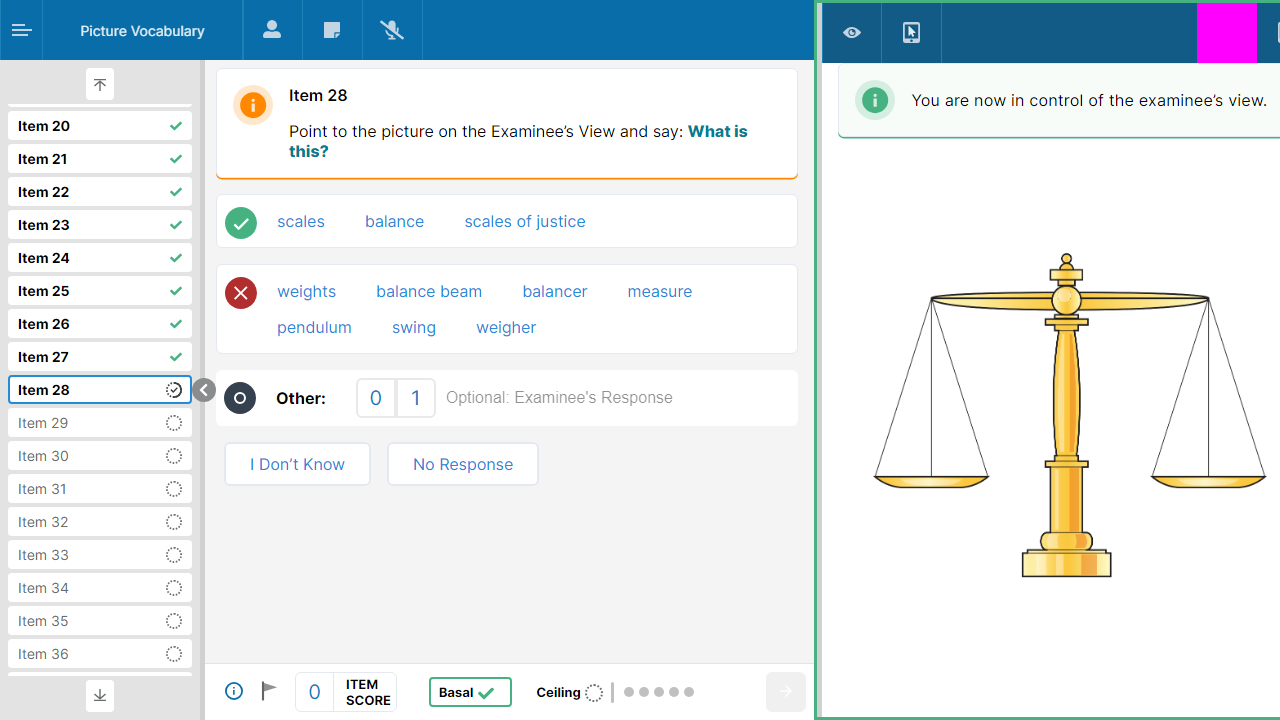 Picture Vocabulary
Item 20
Item 21
Item 22
Item 23
Item 24
Item 25
Item 26
Item 27
Item 28
Item 29
Item 30
Item 31
Item 32
Item 33
Item 34
Item 35
Item 36
Item 28
Point to the picture on the Examinee’s View and say: What is
this?
scales balance scales of justice
weights balance beam balancer measure
pendulum swing weigher
Other: 0 1 Optional: Examinee's Response
I Don’t Know No Response
0 ITEM
SCORE
Basal
Ceiling
You are now in control of the examinee’s view.